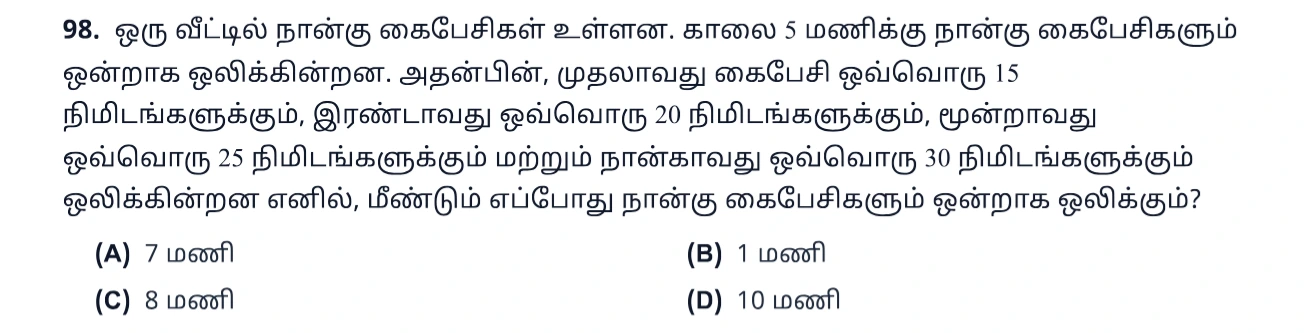 98. ஒரு வீட்டில் நான்கு கைபேசிகள் உள்ளன. காலை 5 மணிக்கு நான்கு கைபேசிகளும்
ஒன்றாக ஒலிக்கின்றன. அதன்பின், முதலாவது கைபேசி ஒவ்வொரு 15
நிமிடங்களுக்கும், இரண்டாவது ஒவ்வொரு 20 நிமிடங்களுக்கும், மூன்றாவது
ஒவ்வொரு 25 நிமிடங்களுக்கும் மற்றும் நான்காவது ஒவ்வொரு 30 நிமிடங்களுக்கும்
ஒலிக்கின்றன எனில், மீண்டும் எப்போது நான்கு கைபேசிகளும் ஒன்றாக ஒலிக்கும்?
(A) 7 மணி (B) 1 மணி
(C) 8 மணி (D) 10 மணி